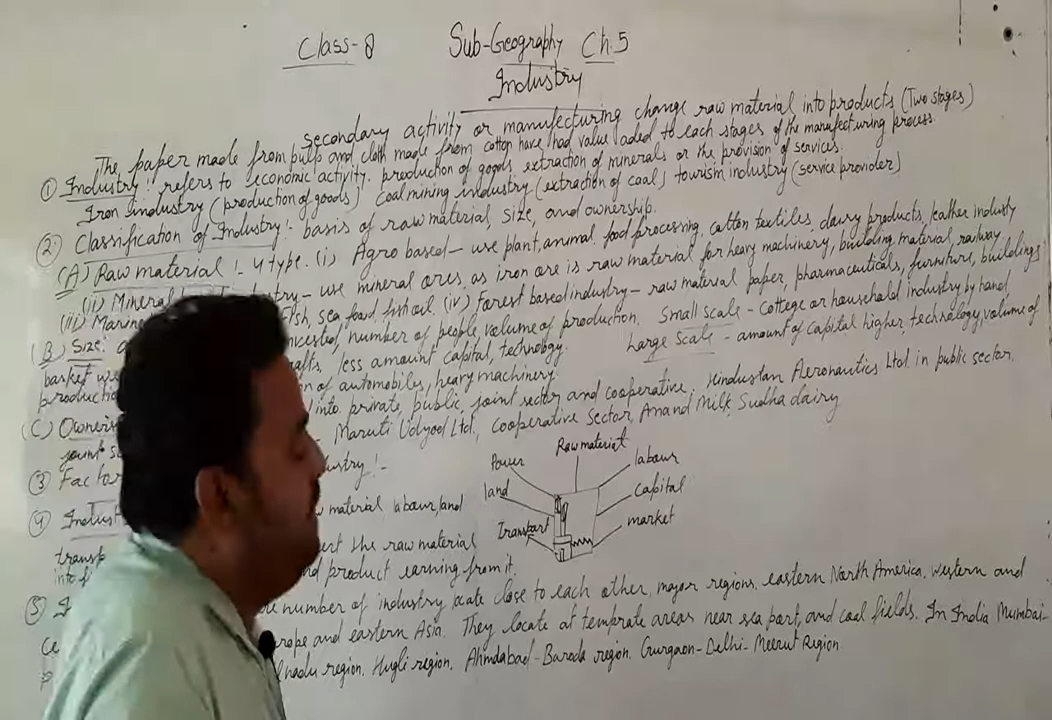 Class-8 Sub-Geography Ch.5
Industry
Secondary activity or manufacturing change raw material into products (Two stages)
The paper made from pulp and cloth made from cotton have had value added to each stages of the manufacturing process.
① Industry :- refers to economic activity. production of goods, extraction of minerals or the provision of services.
Iron industry (production of goods) Coalmining industry (extraction of coal) tourism industry (service provider)
② Classification of Industry :- basis of raw material, size, and ownership.
(A) Raw material :- 4 type. (i) Agro based - use plant, animal food processing, cotton textiles, dairy products, leather industry
(ii) Mineral - use mineral ores, as iron ore is raw material for heavy machinery, building material, railway
(iii) Marine Fish, sea food, fish oil. (iv) Forest based industry - raw material paper, pharmaceuticals, furniture, buildings
(B) Size: invested, number of people, volume of production. Small scale - Cottege or household industry by hand
basket less amount capital, technology. Large Scale - amount of capital higher technology, volume of
of automobiles, heavy machinery.
(C) into private, public, joint sector and cooperative. Hindustan Aeronautics Ltd. in public sector.
joint Maruti Udyood Ltd., Cooperative Sector, Anand Milk Sudha dairy
③
material, labour, land
④
transp the raw material
product earning from it.
Raw material
Power
labour
land
capital
Transport
market
⑤ number of industry locate close to each other, major regions, eastern North America, western and
and eastern Asia. They locate at temprate areas near sea port, and coal fields. In India Mumbai-
region, Hugli region, Ahmdabad-Baroda region. Gurgaon-Delhi-Meerut Region